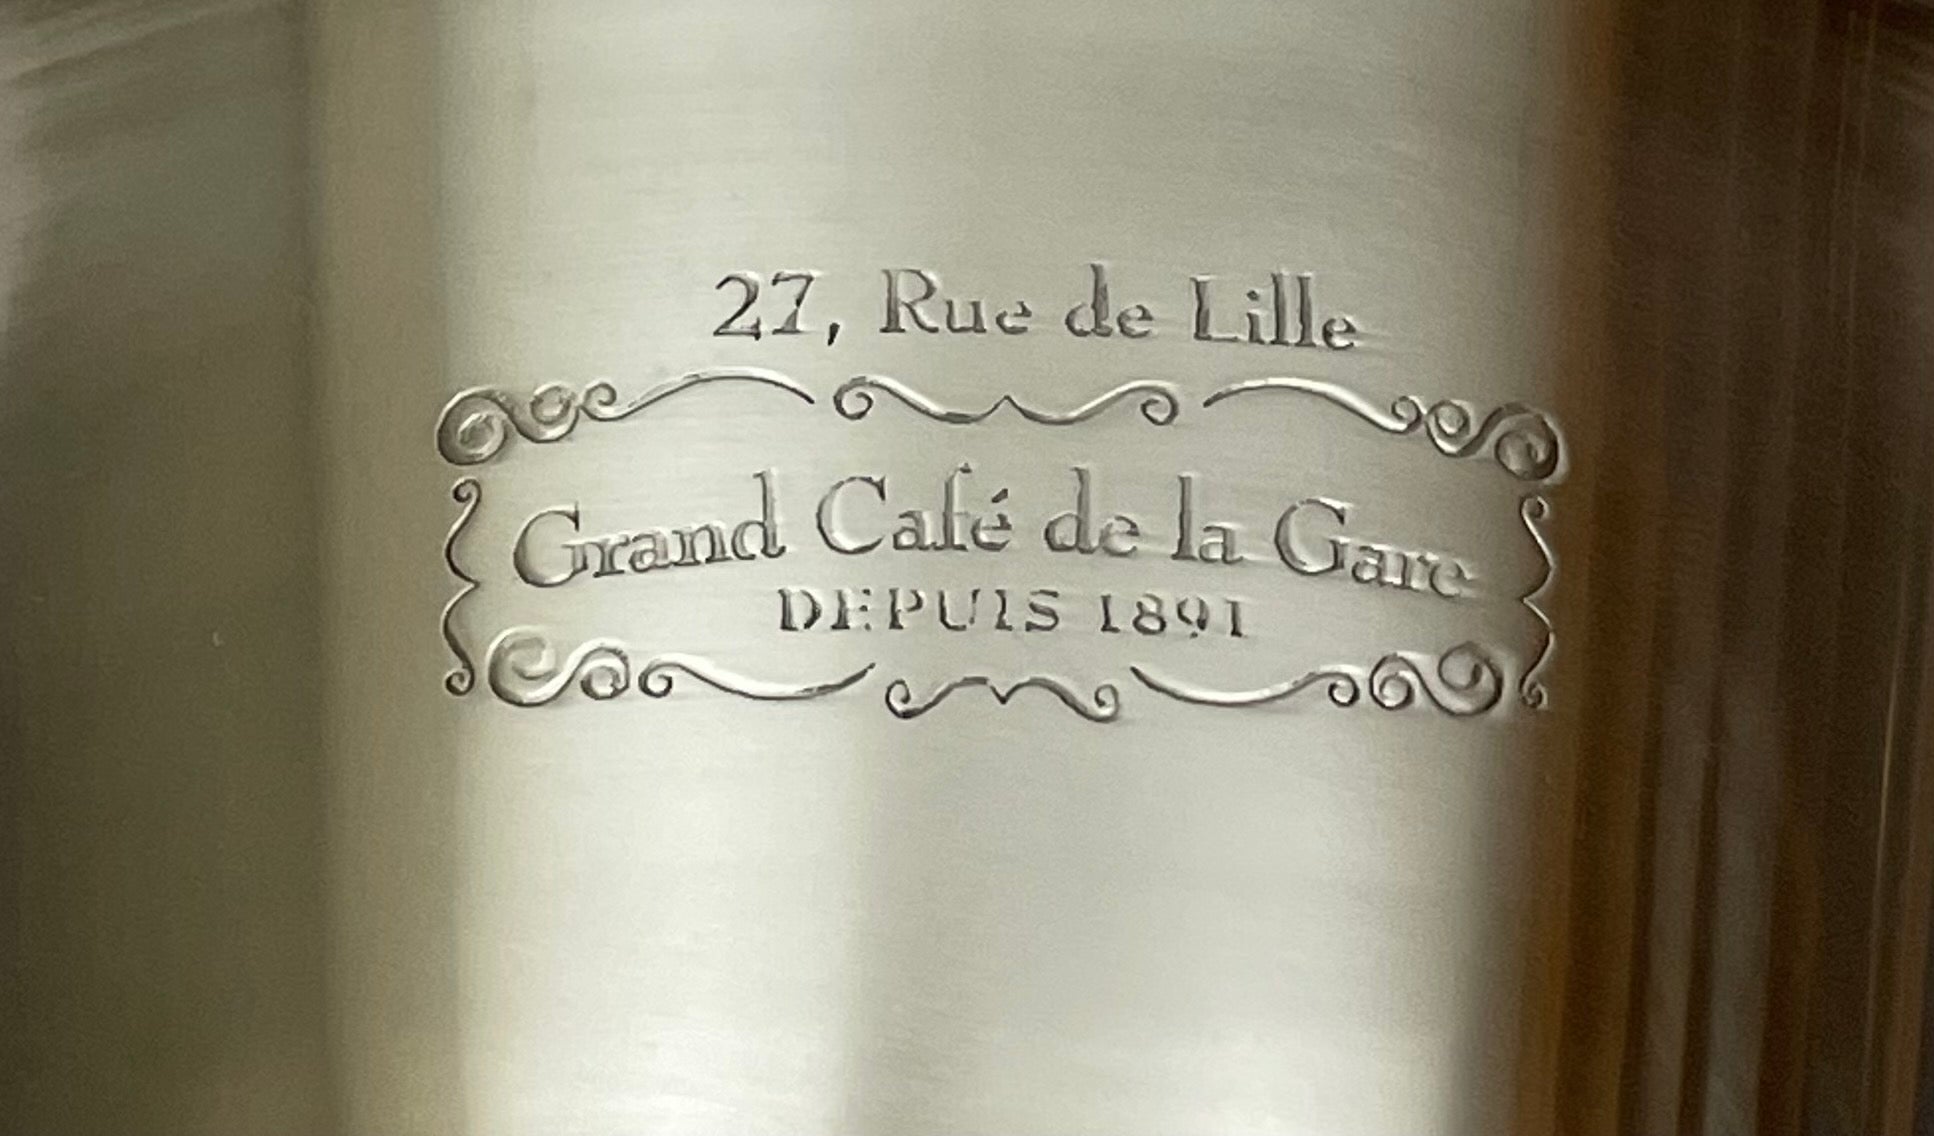 27, Rue de Lille
Grand Café de la Gare
DEPUIS 1891